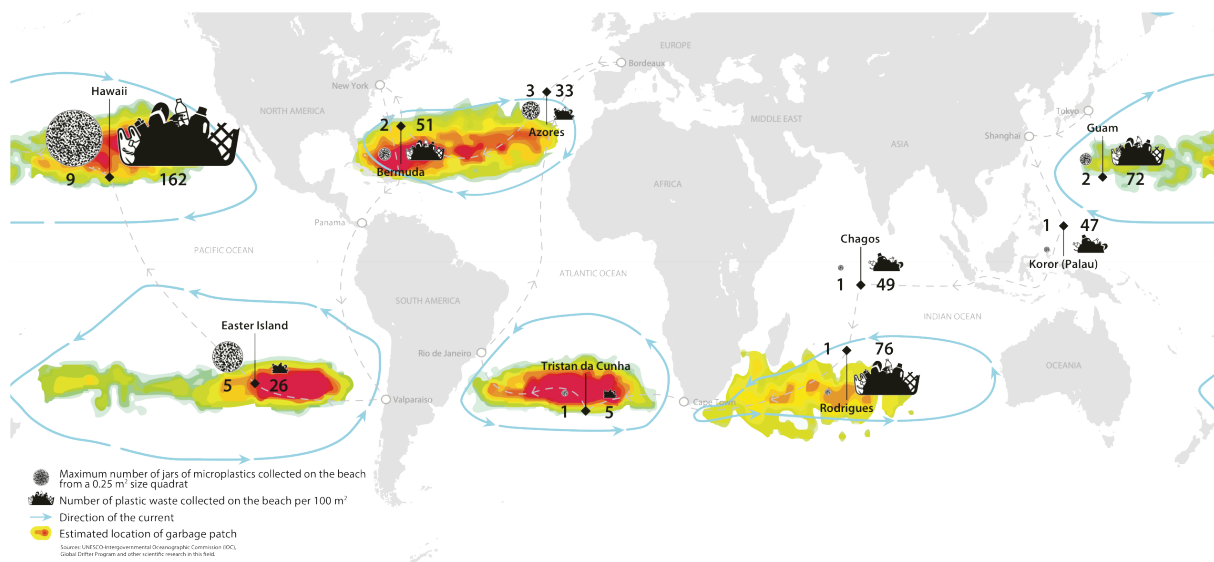 EUROPE
Bordeaux
Hawaii
New York
3 33
NORTH AMERICA
Azores
MIDDLE EAST
Tokyo
Shanghaï
Guam
2 51
ASIA
Bermuda
9 162
2 72
AFRICA
Panama
1 47
Koror (Palau)
PACIFIC OCEAN
Chagos
1 49
ATLANTIC OCEAN
SOUTH AMERICA
INDIAN OCEAN
Easter Island
5 26
Rio de Janeiro
1 76
Rodrigues
OCEANIA
Tristan da Cunha
1 5
Valparaiso
Cape Town
Maximum number of jars of microplastics collected on the beach
from a 0.25 m² size quadrat
Number of plastic waste collected on the beach per 100 m²
Direction of the current
Estimated location of garbage patch
Sources: UNESCO-Intergovernmental Oceanographic Commission (IOC),
Global Drifter Program and other scientific research in this field.